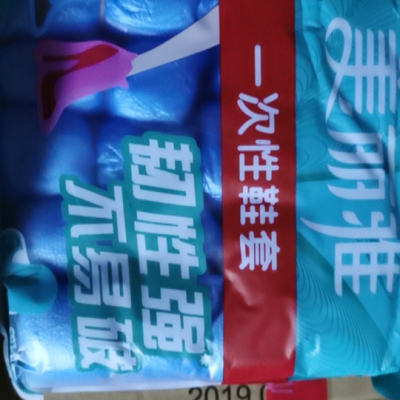 美丽雅
一次性鞋套
韧性强
不易破
2019